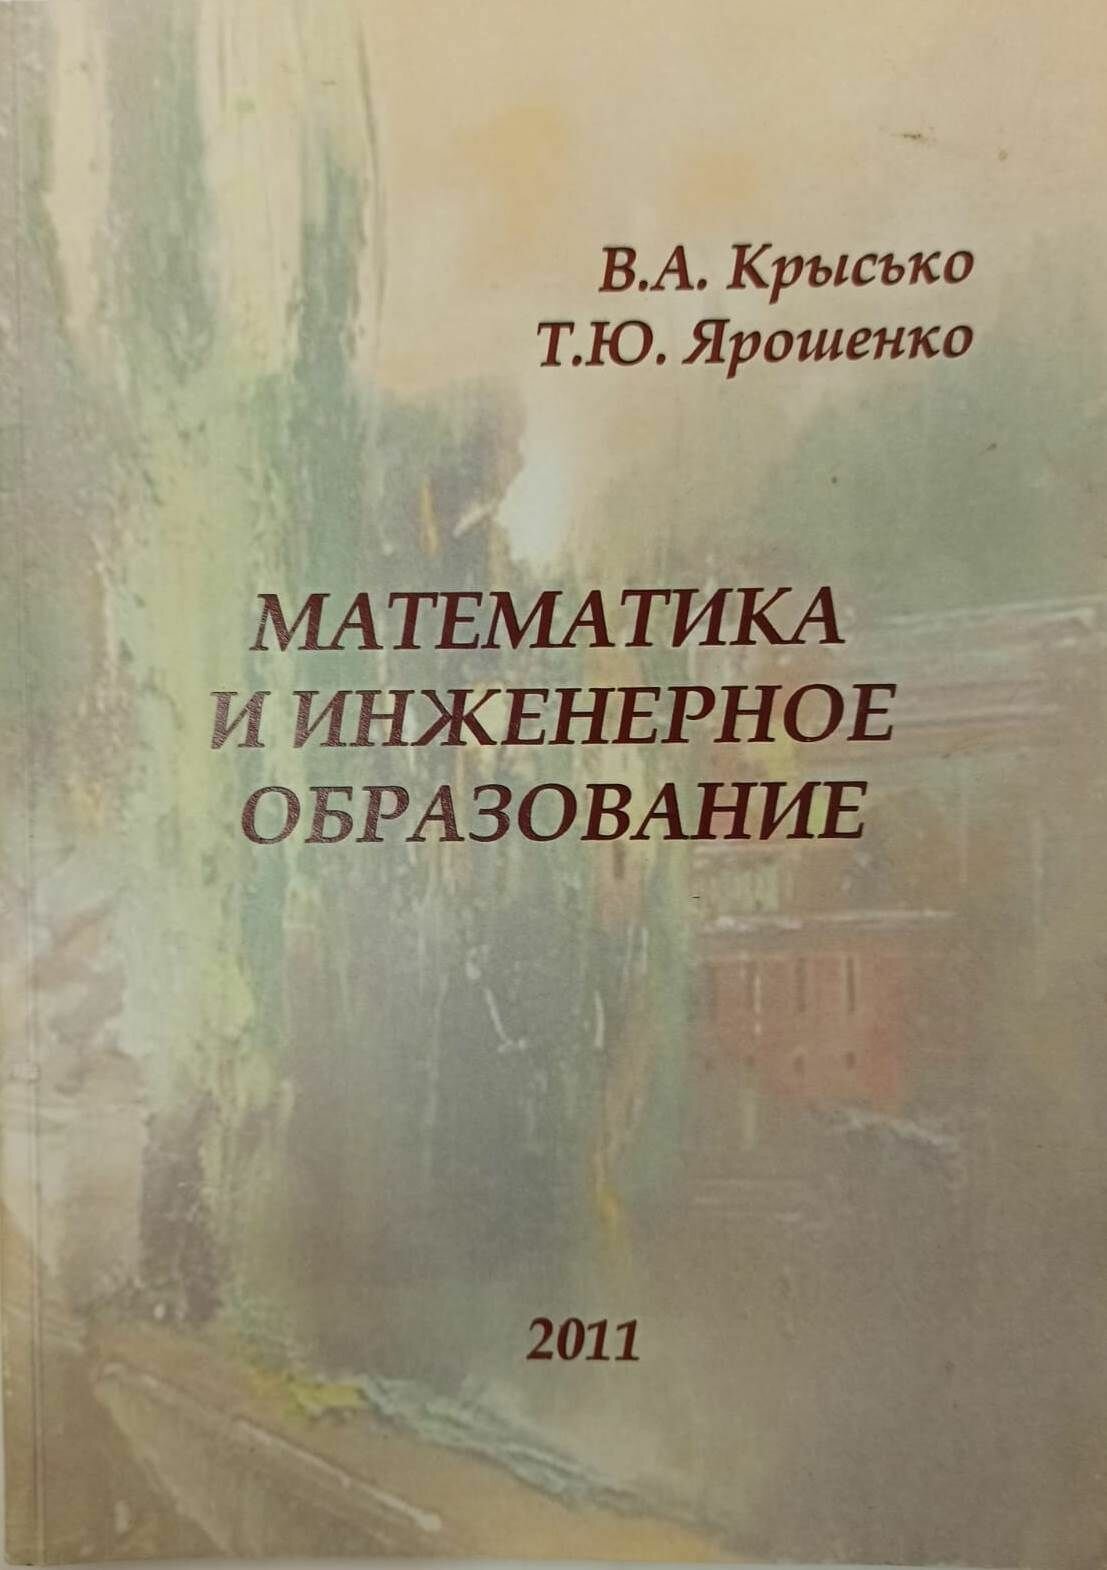 В.А. Крысько
Т.Ю. Ярошенко
МАТЕМАТИКА
И ИНЖЕНЕРНОЕ
ОБРАЗОВАНИЕ
2011